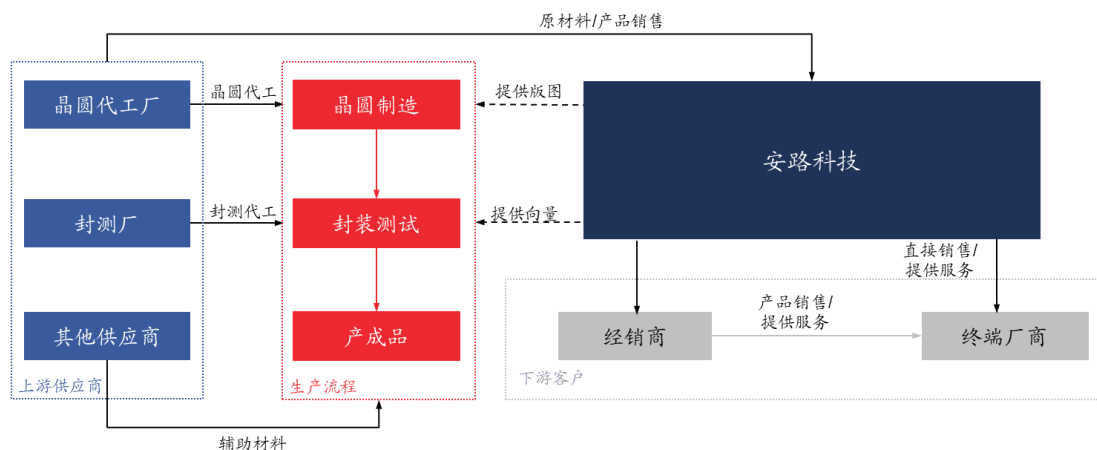 原材料/产品销售
晶圆代工厂
晶圆代工
晶圆制造
提供版图
安路科技
封测厂
封测代工
封装测试
提供向量
直接销售/
提供服务
其他供应商
产成品
经销商
产品销售/
提供服务
终端厂商
上游供应商
生产流程
下游客户
辅助材料